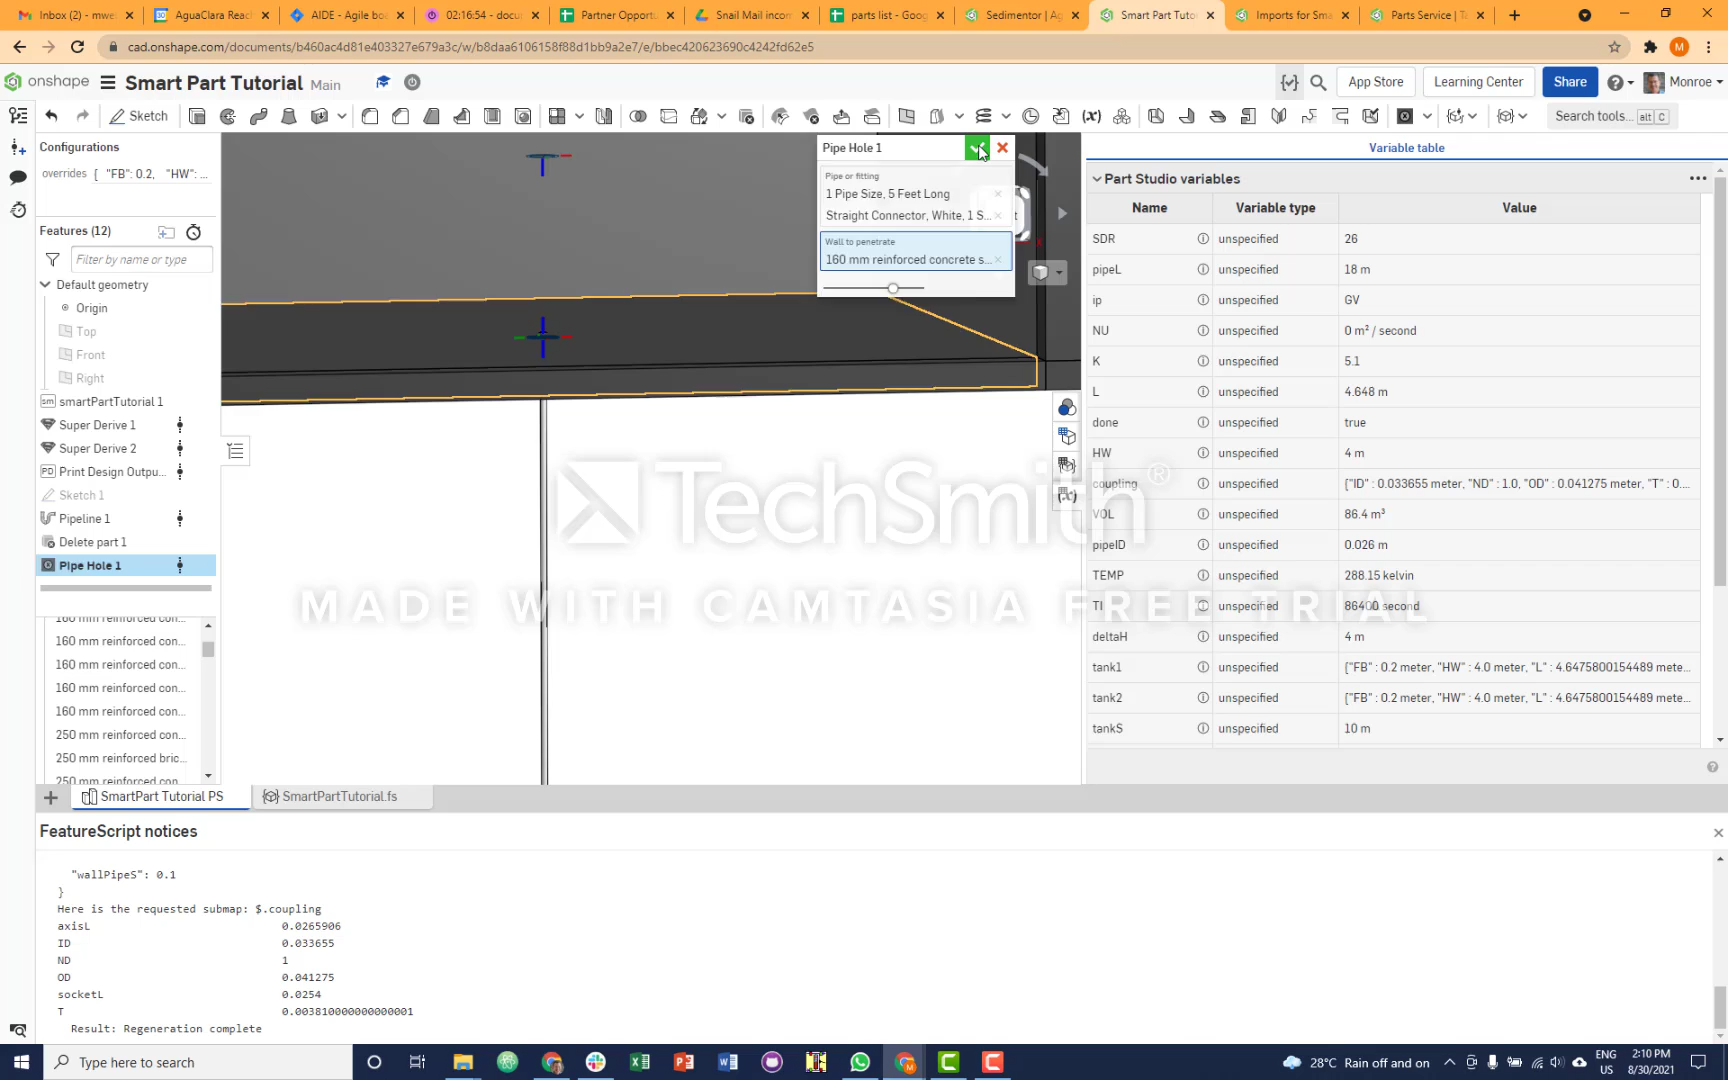 Inbox (2) - mwe
AguaClara Reach
AIDE - Agile boa
02:16:54 - docu
Partner Opportu
Snail Mail incom
parts list - Goog
Sedimentor | Ag
Smart Part Tuto
Imports for Sma
Parts Service | Ta
cad.onshape.com/documents/b460ac4d81e403327e679a3c/w/b8daa6106158f88d1bb9a2e7/e/bbec420623690c4242fd62e5
onshape
Smart Part Tutorial Main
App Store
Learning Center
Share
Monroe
Sketch
Search tools... alt C
Configurations
overrides { "FB": 0.2, "HW": ...
Features (12)
Filter by name or type
Default geometry
Origin
Top
Front
Right
smartPartTutorial 1
Super Derive 1
Super Derive 2
Print Design Outpu...
Sketch 1
Pipeline 1
Delete part 1
Pipe Hole 1
160 mm reinforced con...
160 mm reinforced con...
160 mm reinforced con...
160 mm reinforced con...
160 mm reinforced con...
250 mm reinforced con...
250 mm reinforced bric...
250 mm reinforced con...
Pipe Hole 1
Pipe or fitting
1 Pipe Size, 5 Feet Long
Straight Connector, White, 1 S...
Wall to penetrate
160 mm reinforced concrete s...
Variable table
Part Studio variables
Name Variable type Value
SDR unspecified 26
pipeL unspecified 18 m
ip unspecified GV
NU unspecified 0 m² / second
K unspecified 5.1
L unspecified 4.648 m
done unspecified true
HW unspecified 4 m
coupling unspecified {"ID" : 0.033655 meter, "ND" : 1.0, "OD" : 0.041275 meter, "T" : 0....
VOL unspecified 86.4 m³
pipeID unspecified 0.026 m
TEMP unspecified 288.15 kelvin
TI unspecified 86400 second
deltaH unspecified 4 m
tank1 unspecified {"FB" : 0.2 meter, "HW" : 4.0 meter, "L" : 4.6475800154489 mete...
tank2 unspecified {"FB" : 0.2 meter, "HW" : 4.0 meter, "L" : 4.6475800154489 mete...
tankS unspecified 10 m
TechSmith®
MADE WITH CAMTASIA FREE TRIAL
SmartPart Tutorial PS
SmartPartTutorial.fs
FeatureScript notices
"wallPipeS": 0.1
}
Here is the requested submap: $.coupling
axisL 0.0265906
ID 0.033655
ND 1
OD 0.041275
socketL 0.0254
T 0.003810000000000001
Result: Regeneration complete
Type here to search
28°C Rain off and on
ENG
US
2:10 PM
8/30/2021